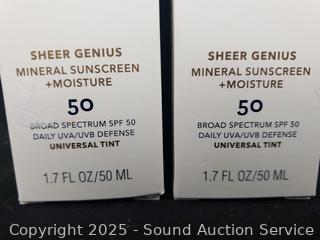 SHEER GENIUS
MINERAL SUNSCREEN
+MOISTURE
50
BROAD SPECTRUM SPF 50
DAILY UVA/UVB DEFENSE
UNIVERSAL TINT
1.7 FL OZ/50 ML
SHEER GENIUS
MINERAL SUNSCREEN
+MOISTURE
50
BROAD SPECTRUM SPF 50
DAILY UVA/UVB DEFENSE
UNIVERSAL TINT
1.7 FL OZ/50 ML
Copyright 2025 - Sound Auction Service